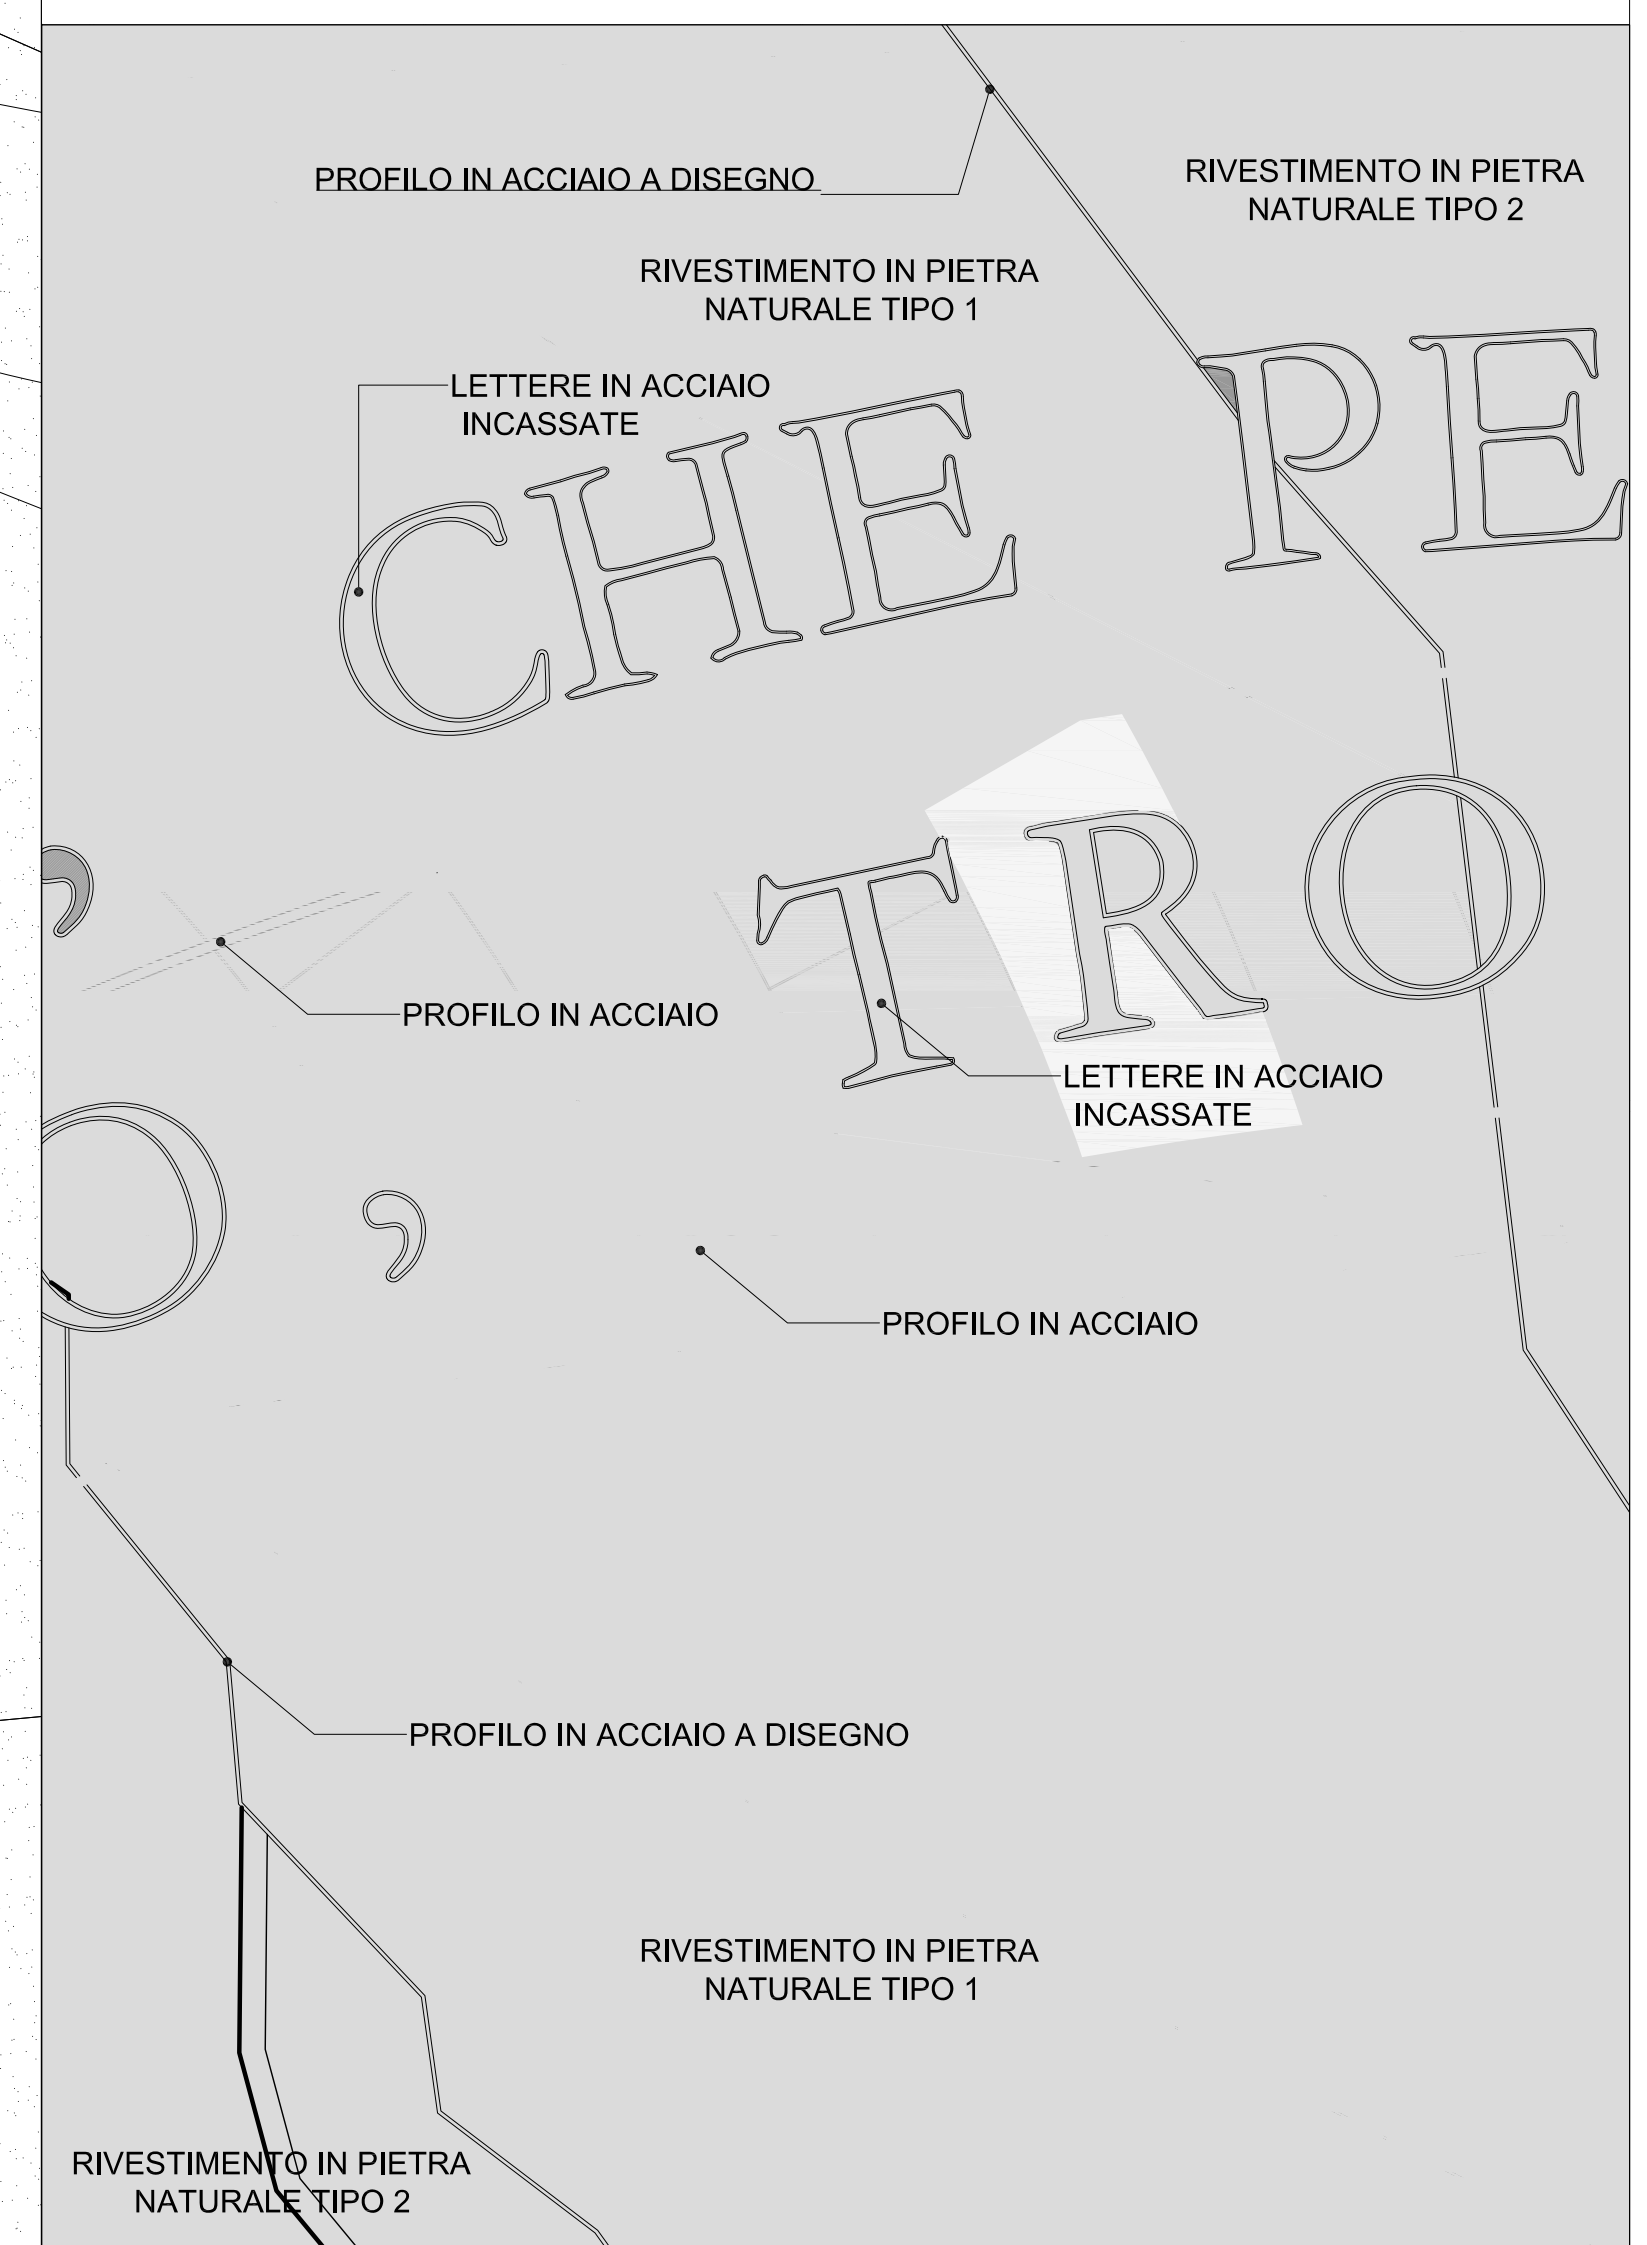 PROFILO IN ACCIAIO A DISEGNO
RIVESTIMENTO IN PIETRA
NATURALE TIPO 2
RIVESTIMENTO IN PIETRA
NATURALE TIPO 1
LETTERE IN ACCIAIO
INCASSATE
CHE PE
,
TRO
PROFILO IN ACCIAIO
LETTERE IN ACCIAIO
INCASSATE
O,
PROFILO IN ACCIAIO
PROFILO IN ACCIAIO A DISEGNO
RIVESTIMENTO IN PIETRA
NATURALE TIPO 1
RIVESTIMENTO IN PIETRA
NATURALE TIPO 2